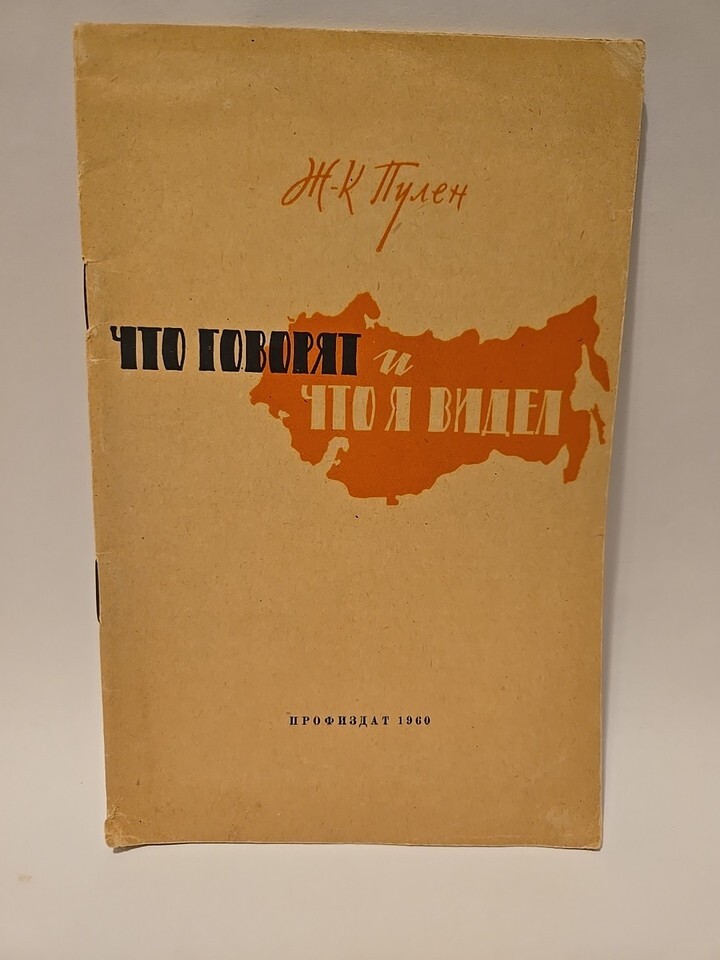 Ж-К Пулен
ЧТО ГОВОРЯТ и
ЧТО Я ВИДЕЛ
ПРОФИЗДАТ 1960